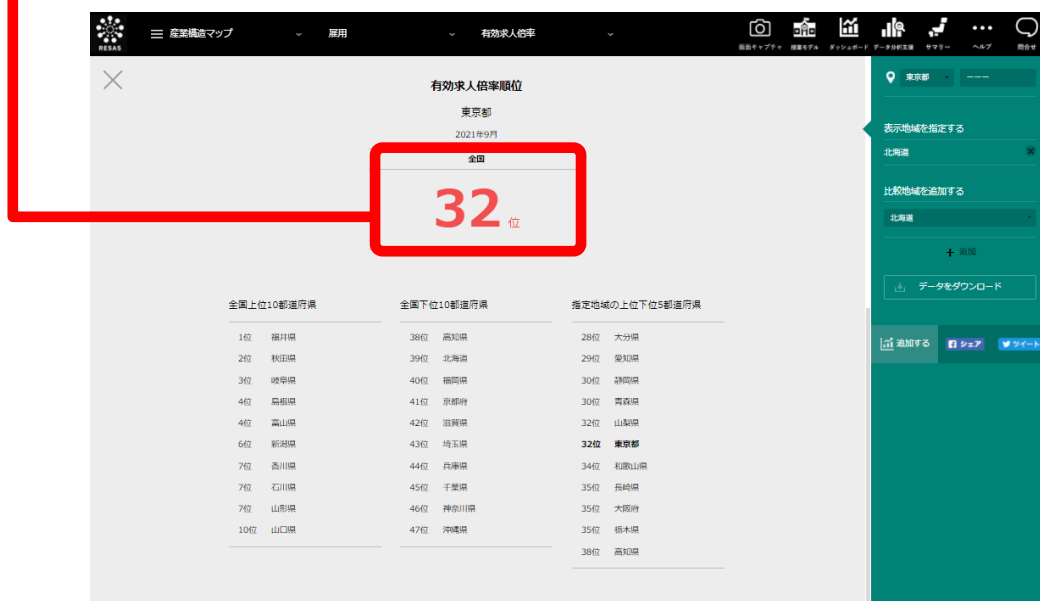 RESAS
産業構造マップ
雇用
有効求人倍率
画面キャプチャ
授業モデル
ダッシュボード
データ分析支援
サマリー
ヘルプ
問合せ
有効求人倍率順位
東京都
2021年9月
全国
32位
全国上位10都道府県
1位 福井県
2位 秋田県
3位 岐阜県
4位 島根県
4位 富山県
6位 新潟県
7位 香川県
7位 石川県
7位 山形県
10位 山口県
全国下位10都道府県
38位 高知県
39位 北海道
40位 福岡県
41位 京都府
42位 滋賀県
43位 埼玉県
44位 兵庫県
45位 千葉県
46位 神奈川県
47位 沖縄県
指定地域の上位下位5都道府県
28位 大分県
29位 愛知県
30位 静岡県
30位 青森県
32位 山梨県
32位 東京都
34位 和歌山県
35位 長崎県
35位 大阪府
35位 栃木県
38位 高知県
東京都
---
表示地域を指定する
北海道
比較地域を追加する
北海道
+ 追加
データをダウンロード
追加する
シェア
ツイート